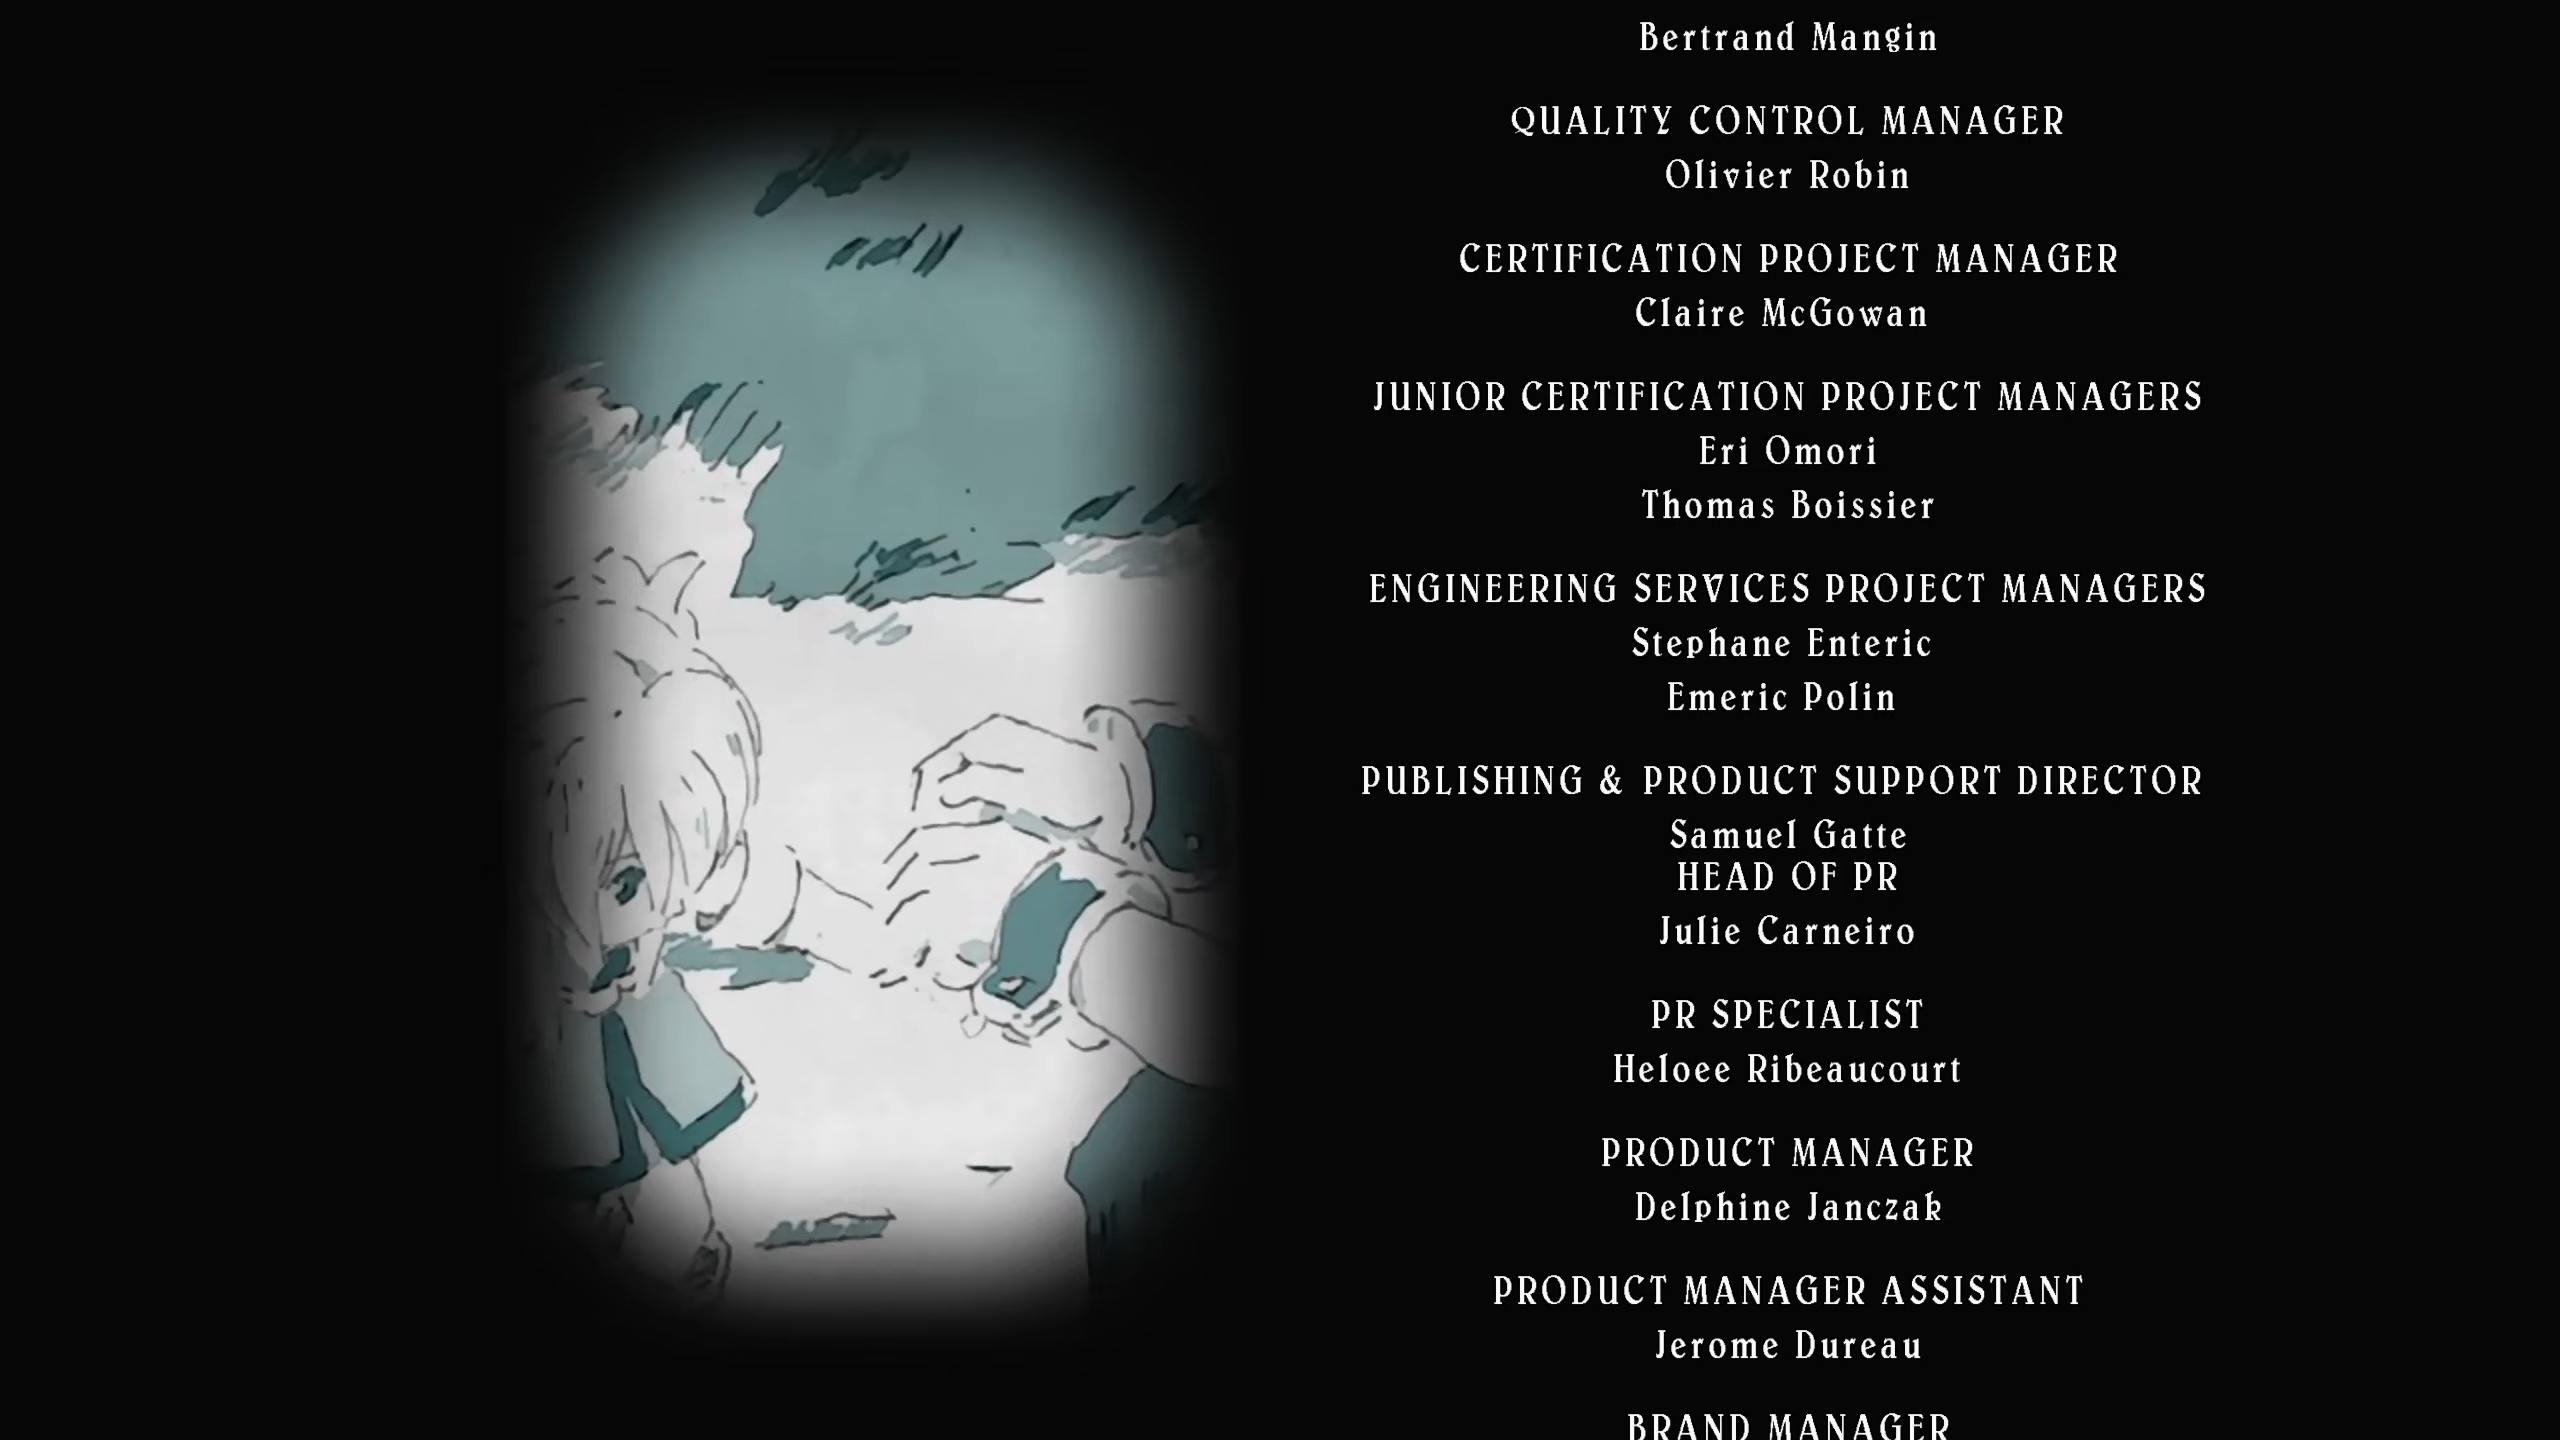 Bertrand Mangin
QUALITY CONTROL MANAGER
Olivier Robin
CERTIFICATION PROJECT MANAGER
Claire McGowan
JUNIOR CERTIFICATION PROJECT MANAGERS
Eri Omori
Thomas Boissier
ENGINEERING SERVICES PROJECT MANAGERS
Stephane Enteric
Emeric Polin
PUBLISHING & PRODUCT SUPPORT DIRECTOR
Samuel Gatte
HEAD OF PR
Julie Carneiro
PR SPECIALIST
Heloee Ribeaucourt
PRODUCT MANAGER
Delphine Janczak
PRODUCT MANAGER ASSISTANT
Jerome Dureau
BRAND MANAGER